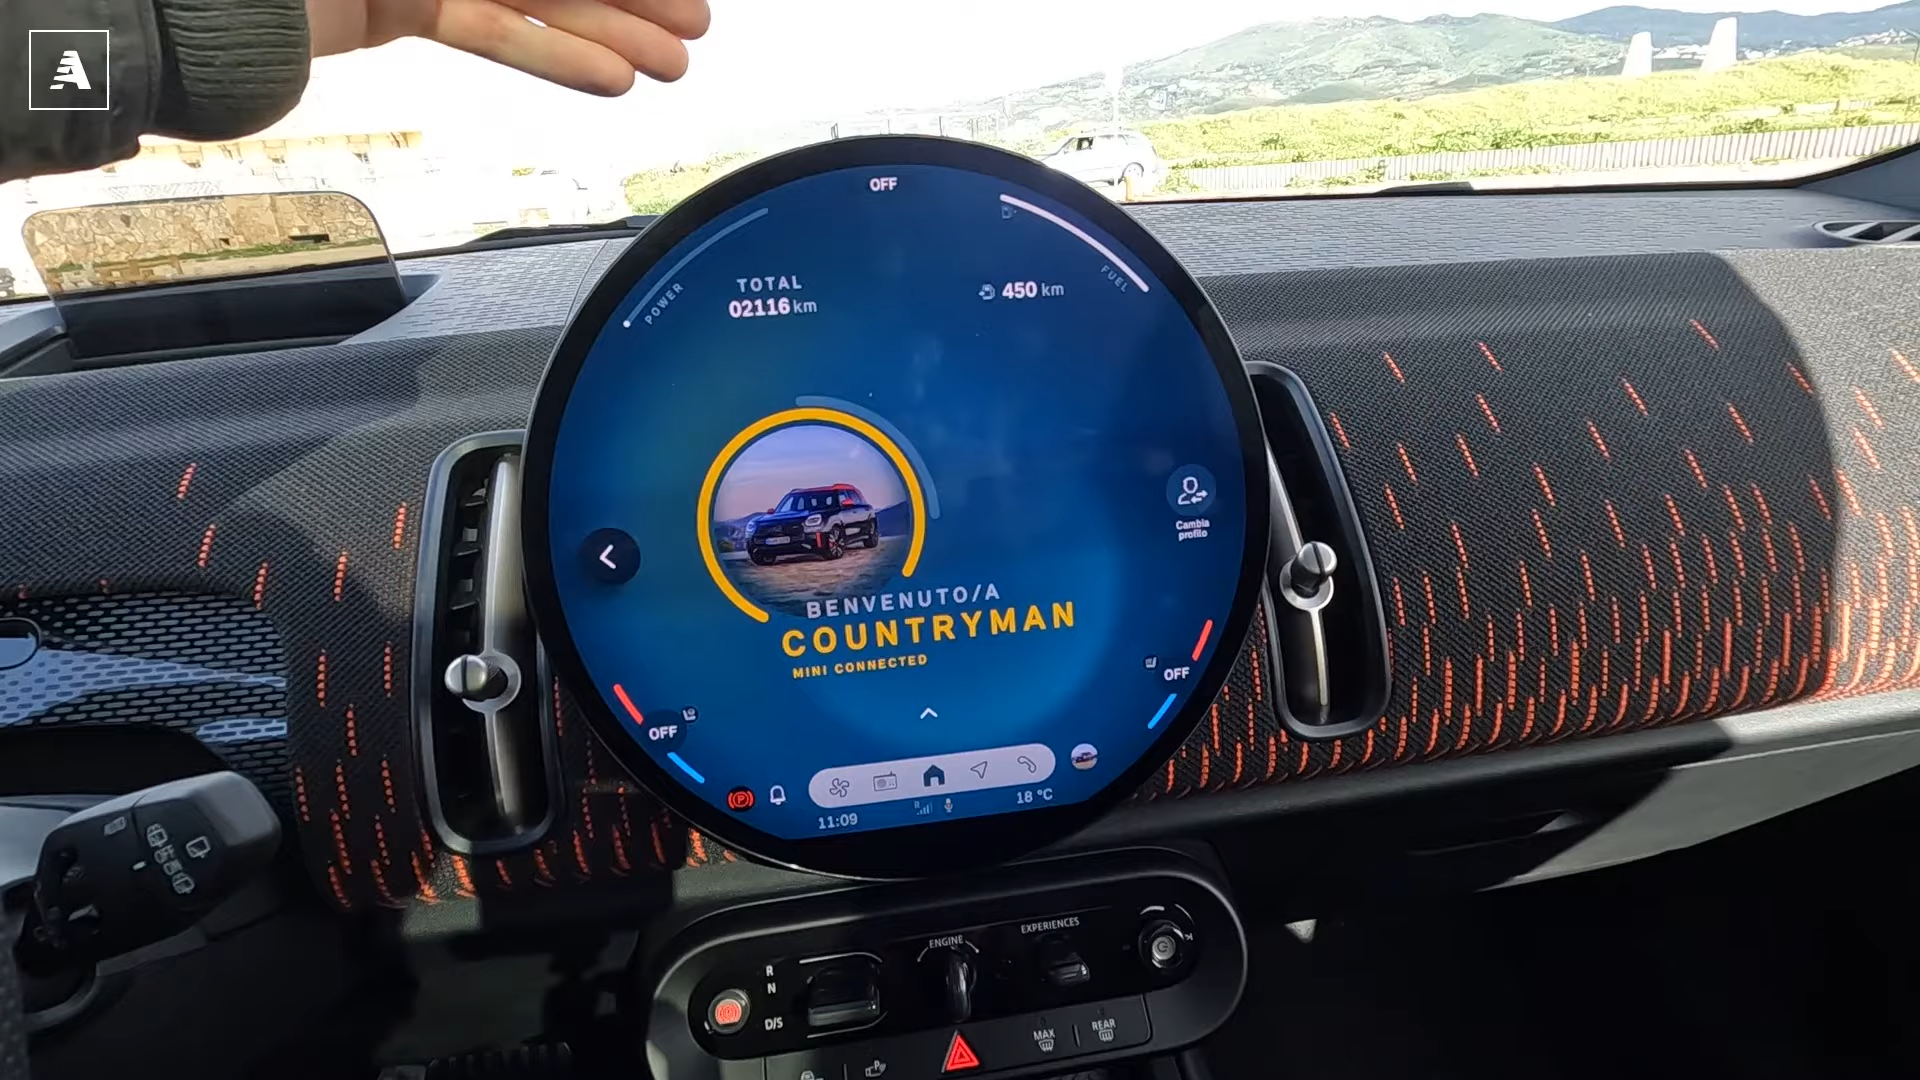 A
OFF
POWER
TOTAL
02116 km
450 km
FUEL
Cambia
profilo
BENVENUTO/A
COUNTRYMAN
MINI CONNECTED
OFF
OFF
R
11:09
18 °C
ENGINE
EXPERIENCES
R
N
D/S
MAX
REAR